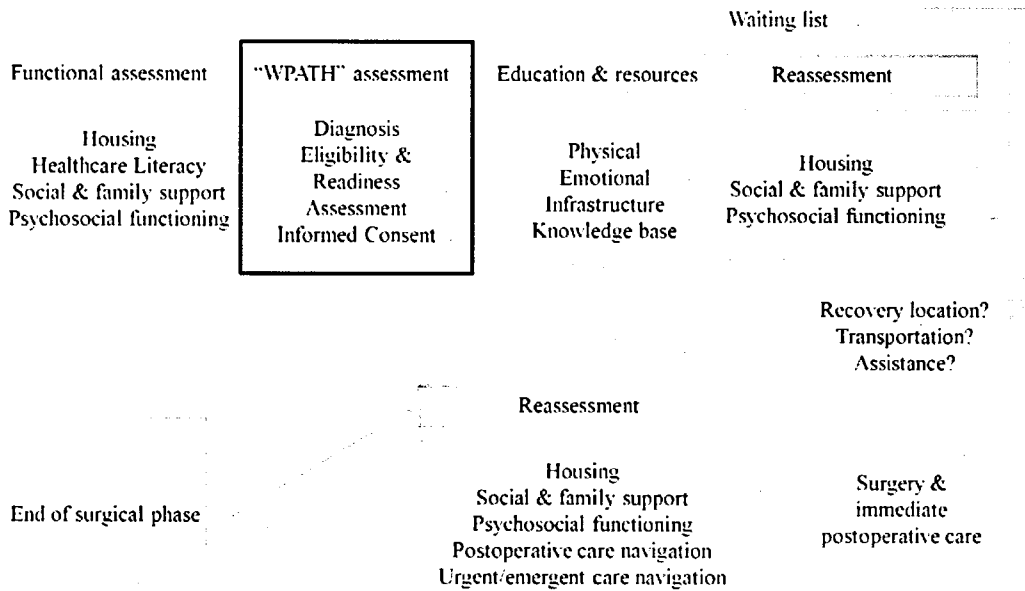 Waiting list
Functional assessment
"WPATH" assessment
Education & resources
Reassessment
Housing
Healthcare Literacy
Social & family support
Psychosocial functioning
Diagnosis
Eligibility &
Readiness
Assessment
Informed Consent
Physical
Emotional
Infrastructure
Knowledge base
Housing
Social & family support
Psychosocial functioning
Recovery location?
Transportation?
Assistance?
Reassessment
Housing
Social & family support
Psychosocial functioning
Postoperative care navigation
Urgent/emergent care navigation
Surgery &
immediate
postoperative care
End of surgical phase